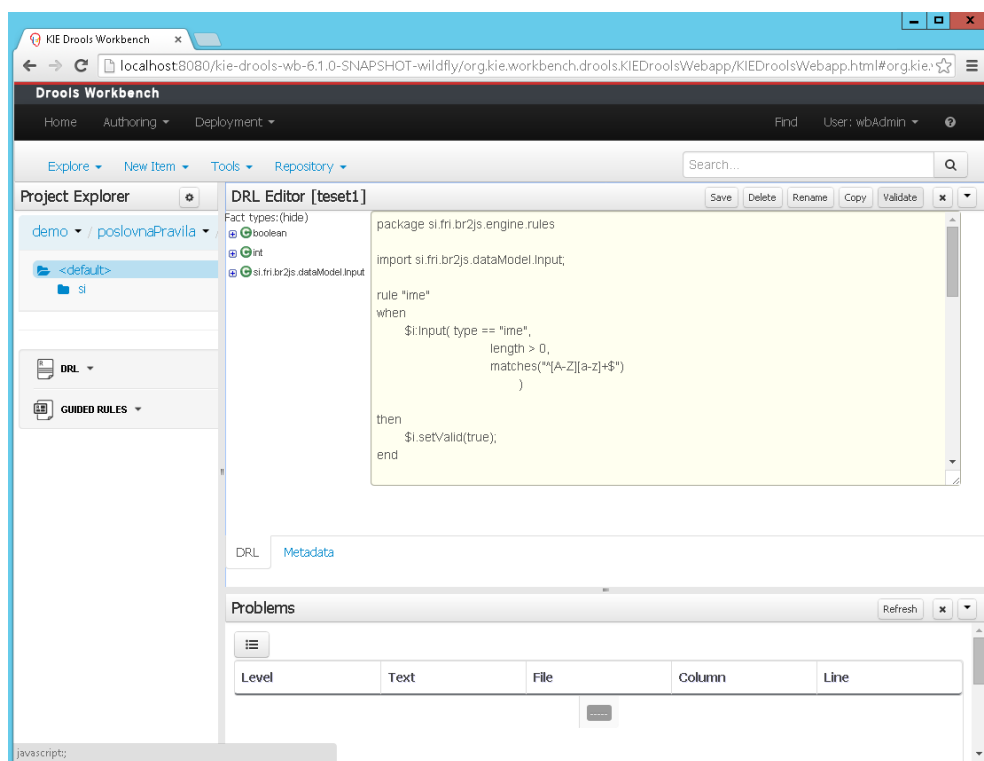 KIE Drools Workbench
localhost:8080/kie-drools-wb-6.1.0-SNAPSHOT-wildfly/org.kie.workbench.drools.KIEDroolsWebapp/KIEDroolsWebapp.html#org.kie.
Drools Workbench
Home Authoring Deployment Find User: wbAdmin
Explore New Item Tools Repository Search...
Project Explorer
demo / poslovnaPravila /
<default>
si
DRL
GUIDED RULES
DRL Editor [teset1] Save Delete Rename Copy Validate
Fact types:(hide)
boolean
int
si.fri.br2js.dataModel.Input
package si.fri.br2js.engine.rules
import si.fri.br2js.dataModel.Input;
rule "ime"
when
$i:Input( type == "ime",
length > 0,
matches("^[A-Z][a-z]+$")
)
then
$i.setValid(true);
end
DRL Metadata
Problems Refresh
Level Text File Column Line
javascript:;